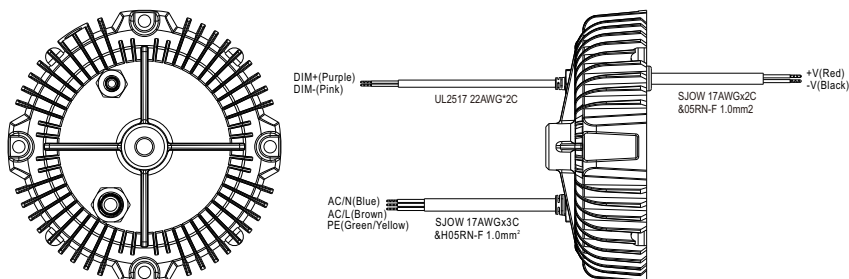 DIM+(Purple)
DIM-(Pink)
UL2517 22AWG*2C
+V(Red)
-V(Black)
SJOW 17AWGx2C
&05RN-F 1.0mm2
AC/N(Blue)
AC/L(Brown)
PE(Green/Yellow)
SJOW 17AWGx3C
&H05RN-F 1.0mm²